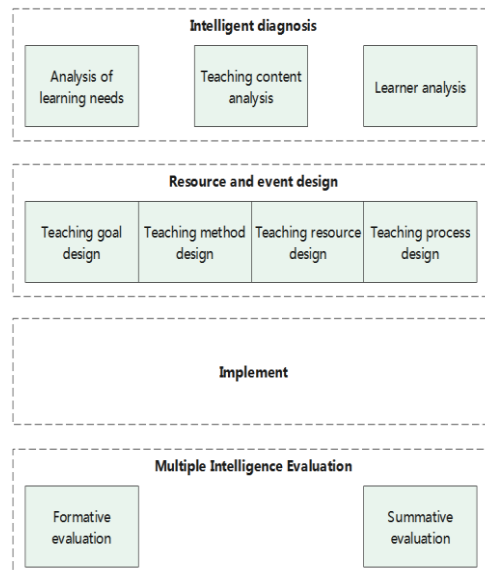 Intelligent diagnosis
Analysis of
learning needs
Teaching content
analysis
Learner analysis
Resource and event design
Teaching goal
design
Teaching method
design
Teaching resource
design
Teaching process
design
Implement
Multiple Intelligence Evaluation
Formative
evaluation
Summative
evaluation